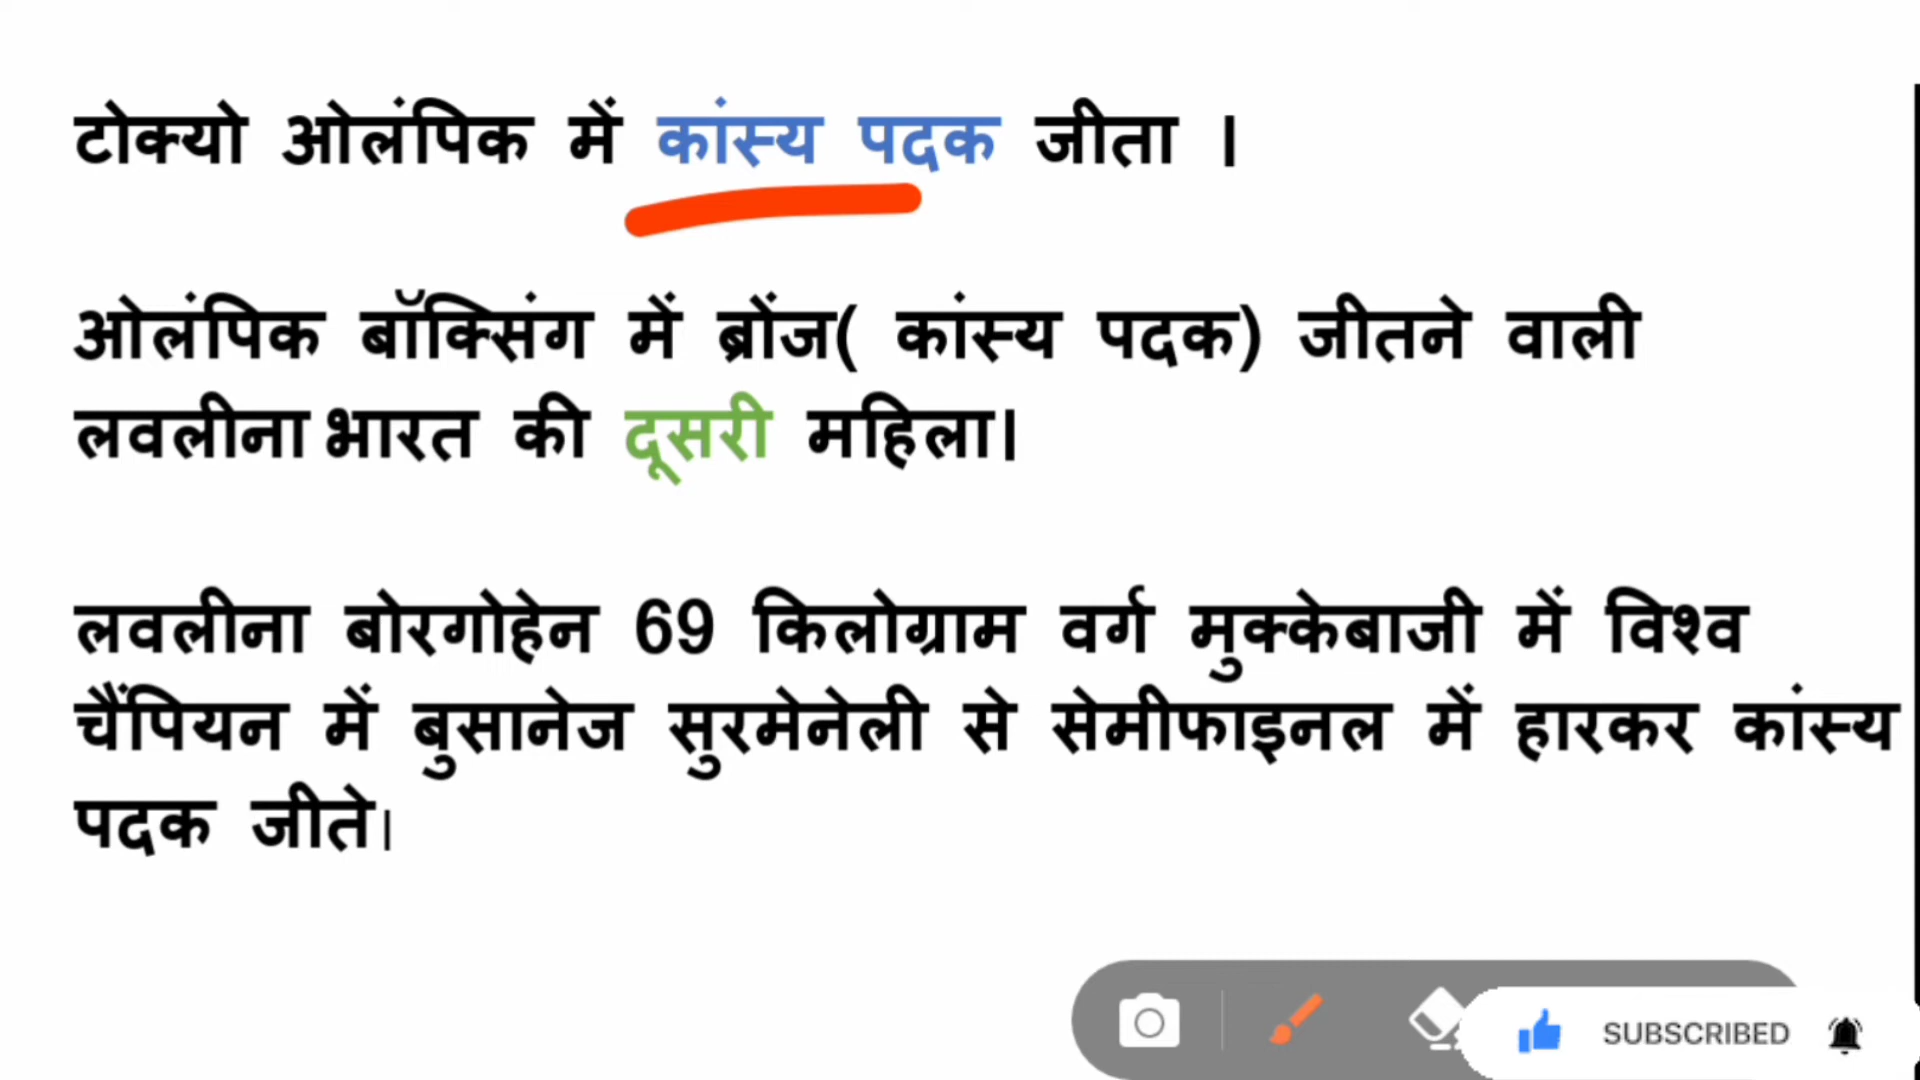 टोक्यो ओलंपिक में कांस्य पदक जीता ।
ओलंपिक बॉक्सिंग में ब्रोंज( कांस्य पदक) जीतने वाली
लवलीना भारत की दूसरी महिला।
लवलीना बोरगोहेन 69 किलोग्राम वर्ग मुक्केबाजी में विश्व
चैंपियन में बुसानेज सुरमेनेली से सेमीफाइनल में हारकर कांस्य
पदक जीते।
SUBSCRIBED